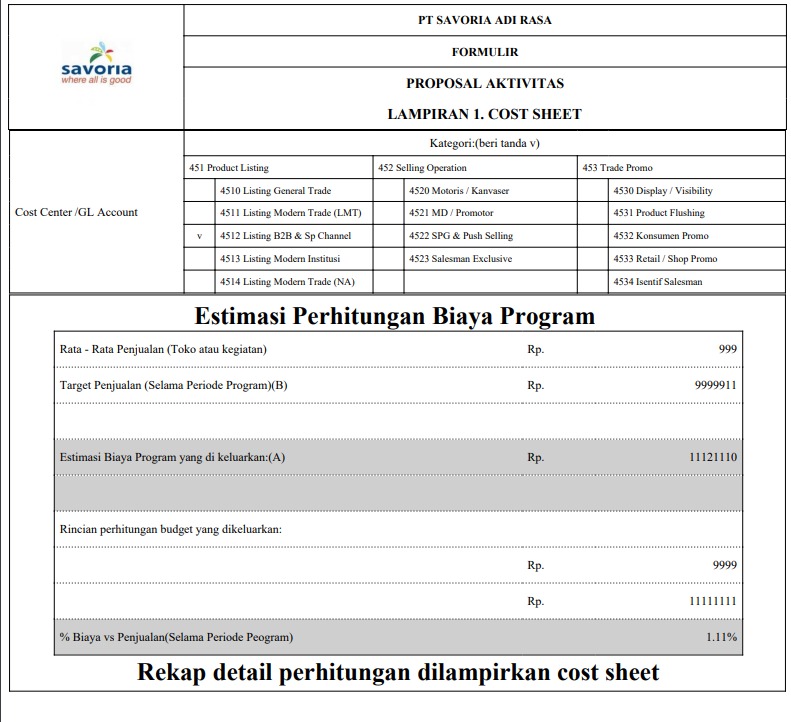 PT SAVORIA ADI RASA
savorıa
where all is good
FORMULIR
PROPOSAL AKTIVITAS
LAMPIRAN 1. COST SHEET
Cost Center /GL Account
Kategori:(beri tanda v)
451 Product Listing 452 Selling Operation 453 Trade Promo
4510 Listing General Trade 4520 Motoris / Kanvaser 4530 Display / Visibility
4511 Listing Modern Trade (LMT) 4521 MD / Promotor 4531 Product Flushing
v 4512 Listing B2B & Sp Channel 4522 SPG & Push Selling 4532 Konsumen Promo
4513 Listing Modern Institusi 4523 Salesman Exclusive 4533 Retail / Shop Promo
4514 Listing Modern Trade (NA) 4534 Isentif Salesman
Estimasi Perhitungan Biaya Program
Rata - Rata Penjualan (Toko atau kegiatan) Rp. 999
Target Penjualan (Selama Periode Program)(B) Rp. 9999911
Estimasi Biaya Program yang di keluarkan:(A) Rp. 11121110
Rincian perhitungan budget yang dikeluarkan:
Rp. 9999
Rp. 11111111
% Biaya vs Penjualan(Selama Periode Peogram) 1.11%
Rekap detail perhitungan dilampirkan cost sheet